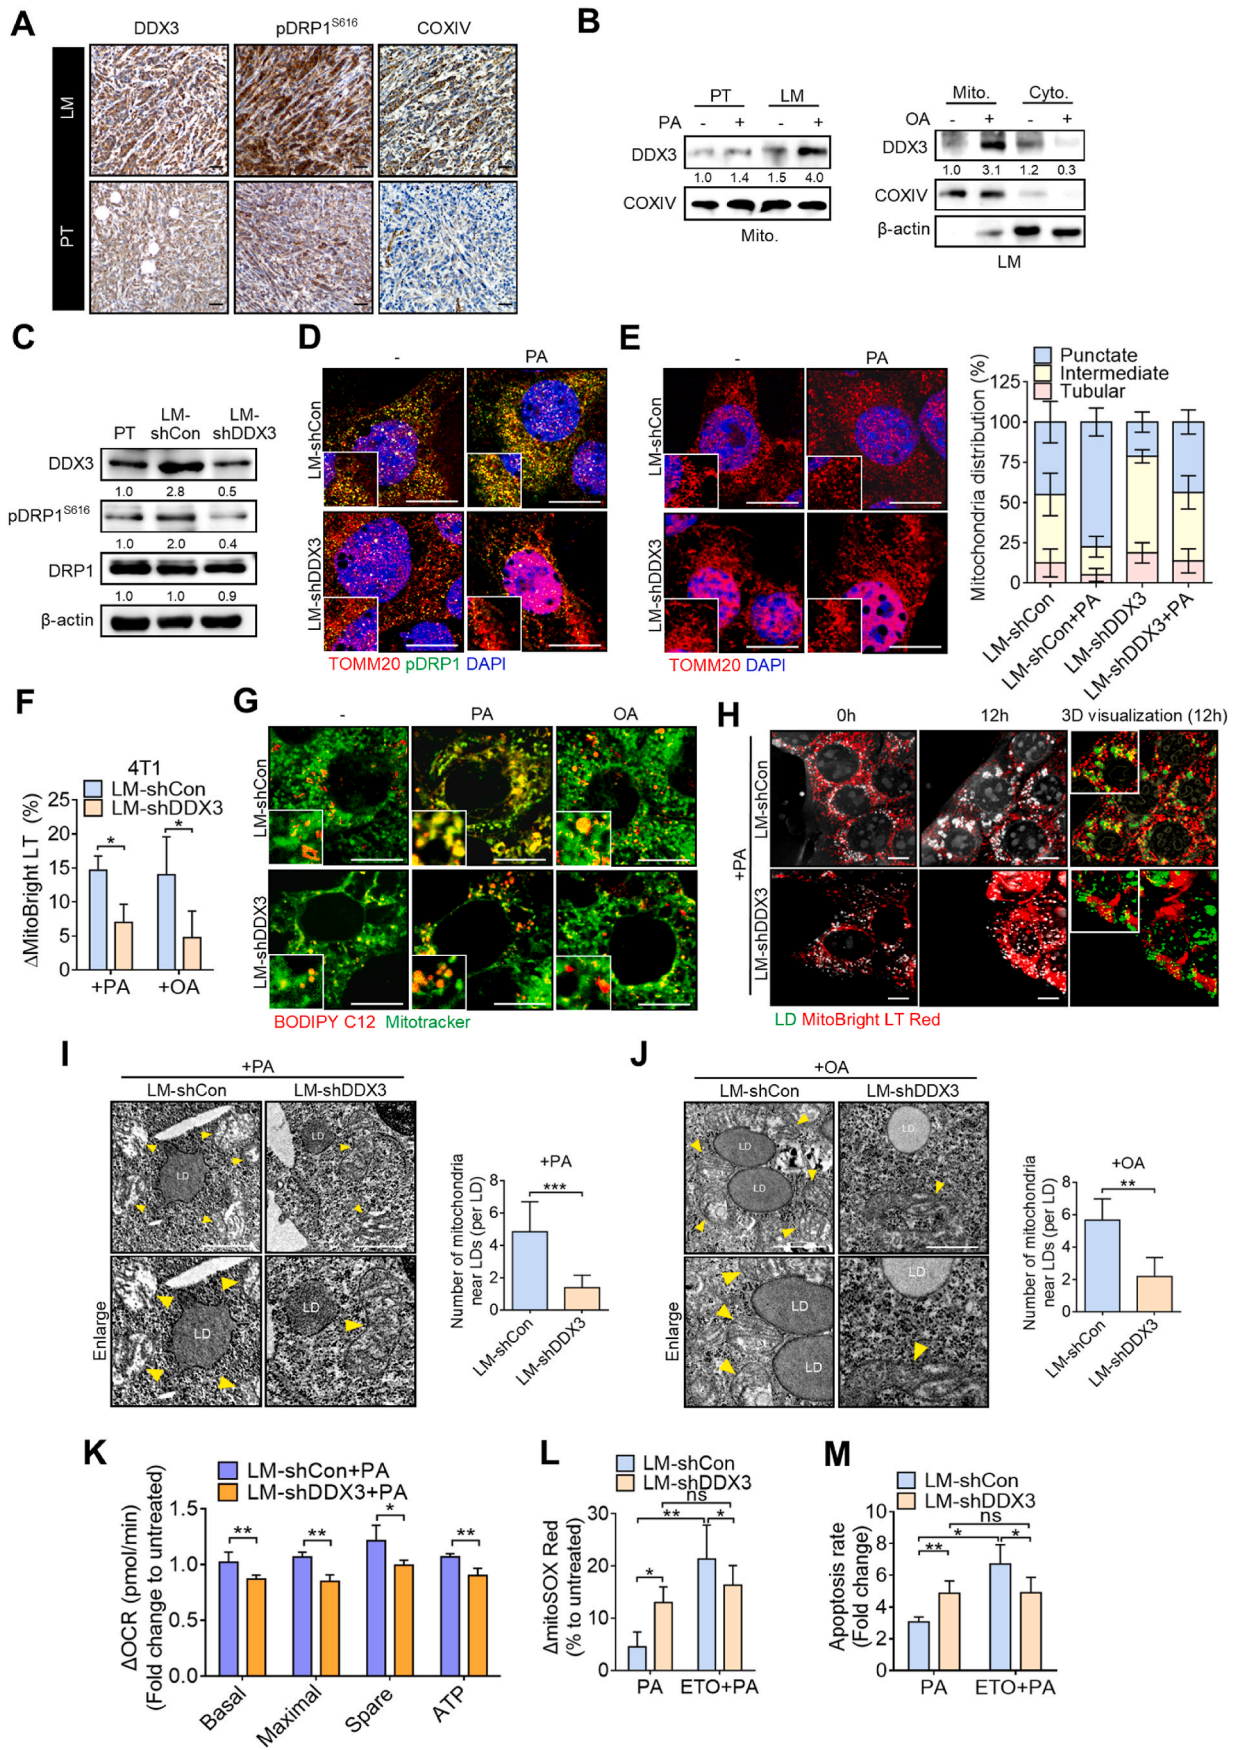 A
DDX3 pDRP1S616 COXIV
LM
PT
B
PT LM
PA - + - +
DDX3
1.0 1.4 1.5 4.0
COXIV
Mito.
Mito. Cyto.
OA - + - +
DDX3
1.0 3.1 1.2 0.3
COXIV
β-actin
LM
C
PT LM-shCon LM-shDDX3
DDX3
1.0 2.8 0.5
pDRP1S616
1.0 2.0 0.4
DRP1
1.0 1.0 0.9
β-actin
D
- PA
LM-shCon
LM-shDDX3
TOMM20 pDRP1 DAPI
E
- PA
LM-shCon
LM-shDDX3
TOMM20 DAPI
Punctate
Intermediate
Tubular
Mitochondria distribution (%)
125
100
75
50
25
0
LM-shCon
LM-shCon+PA
LM-shDDX3
LM-shDDX3+PA
F
4T1
LM-shCon
LM-shDDX3
ΔMitoBright LT (%)
25
20
15
10
5
0
* *
+PA +OA
G
- PA OA
LM-shCon
LM-shDDX3
BODIPY C12 Mitotracker
H
0h 12h 3D visualization (12h)
+PA
LM-shCon
LM-shDDX3
LD MitoBright LT Red
I
+PA
LM-shCon LM-shDDX3
LD LD
Enlarge
LD LD
+PA
Number of mitochondria
near LDs (per LD)
8
6
4
2
0
***
LM-shCon
LM-shDDX3
J
+OA
LM-shCon LM-shDDX3
LD LD
LD
Enlarge
LD LD
LD
+OA
Number of mitochondria
near LDs (per LD)
8
6
4
2
0
**
LM-shCon
LM-shDDX3
K
LM-shCon+PA
LM-shDDX3+PA
ΔOCR (pmol/min)
(Fold change to untreated)
1.5
1.0
0.5
0.0
** ** * **
Basal
Maximal
Spare
ATP
L
LM-shCon
LM-shDDX3
ΔmitoSOX Red
(% to untreated)
30
20
10
0
ns
** *
*
PA ETO+PA
M
LM-shCon
LM-shDDX3
Apoptosis rate
(Fold change)
10
8
6
4
2
0
ns
* *
**
PA ETO+PA